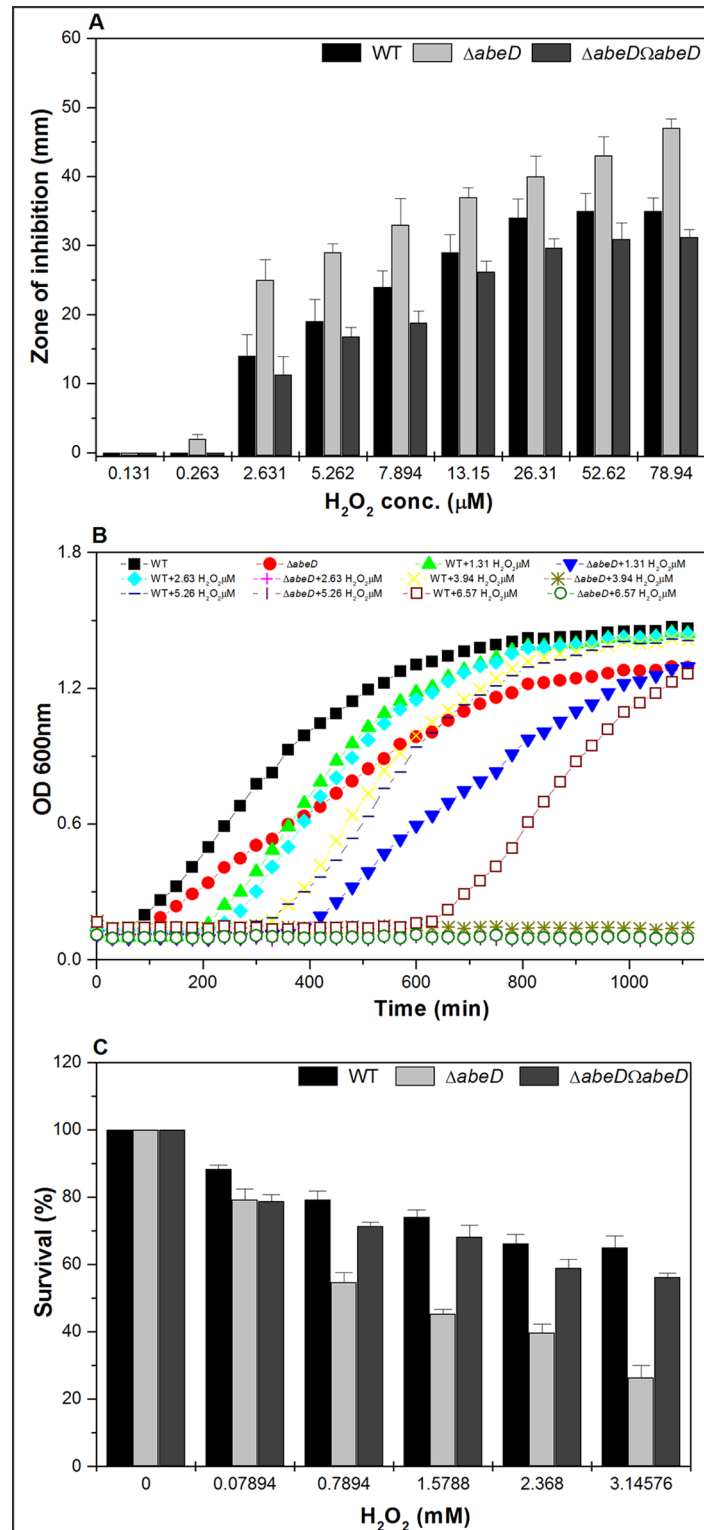 A
60
50
40
30
20
10
0
Zone of inhibition (mm)
WT ΔabeD ΔabeDΩabeD
0.131 0.263 2.631 5.262 7.894 13.15 26.31 52.62 78.94
H₂O₂ conc. (μM)
B
1.8
1.2
0.6
0.0
OD 600nm
WT ΔabeD WT+1.31 H₂O₂μM ΔabeD+1.31 H₂O₂μM
WT+2.63 H₂O₂μM ΔabeD+2.63 H₂O₂μM WT+3.94 H₂O₂μM ΔabeD+3.94 H₂O₂μM
WT+5.26 H₂O₂μM ΔabeD+5.26 H₂O₂μM WT+6.57 H₂O₂μM ΔabeD+6.57 H₂O₂μM
0 200 400 600 800 1000
Time (min)
C
120
100
80
60
40
20
0
Survival (%)
WT ΔabeD ΔabeDΩabeD
0 0.07894 0.7894 1.5788 2.368 3.14576
H₂O₂ (mM)